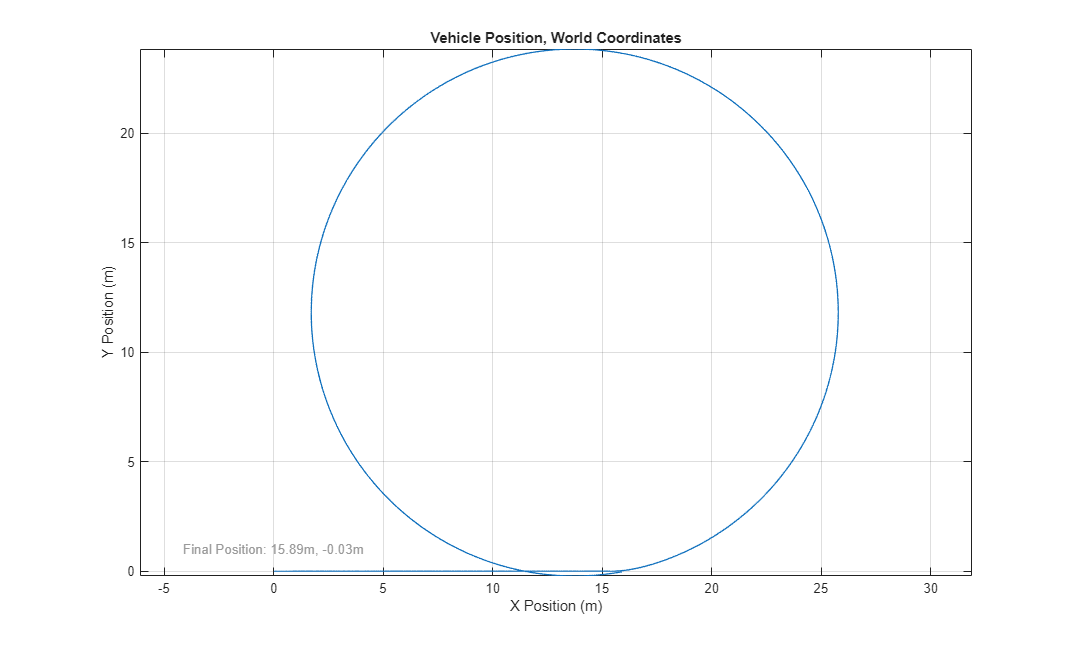 Vehicle Position, World Coordinates
Y Position (m)
20
15
10
5
0
Final Position: 15.89m, -0.03m
-5 0 5 10 15 20 25 30
X Position (m)